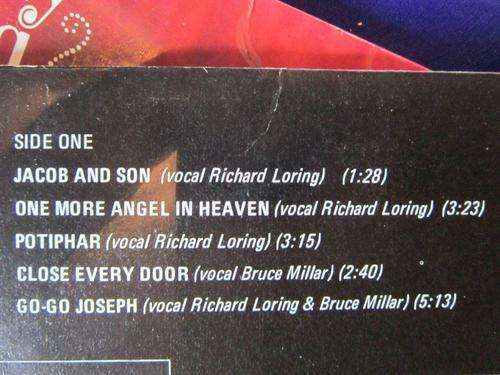 SIDE ONE
JACOB AND SON (vocal Richard Loring) (1:28)
ONE MORE ANGEL IN HEAVEN (vocal Richard Loring) (3:23)
POTIPHAR (vocal Richard Loring) (3:15)
CLOSE EVERY DOOR (vocal Bruce Millar) (2:40)
GO-GO JOSEPH (vocal Richard Loring & Bruce Millar) (5:13)